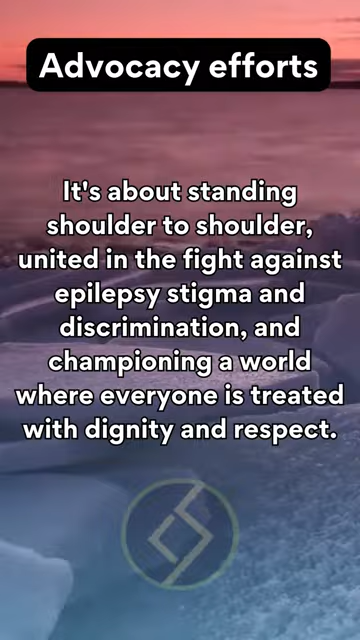 Advocacy efforts
It's about standing
shoulder to shoulder,
united in the fight against
epilepsy stigma and
discrimination, and
championing a world
where everyone is treated
with dignity and respect.